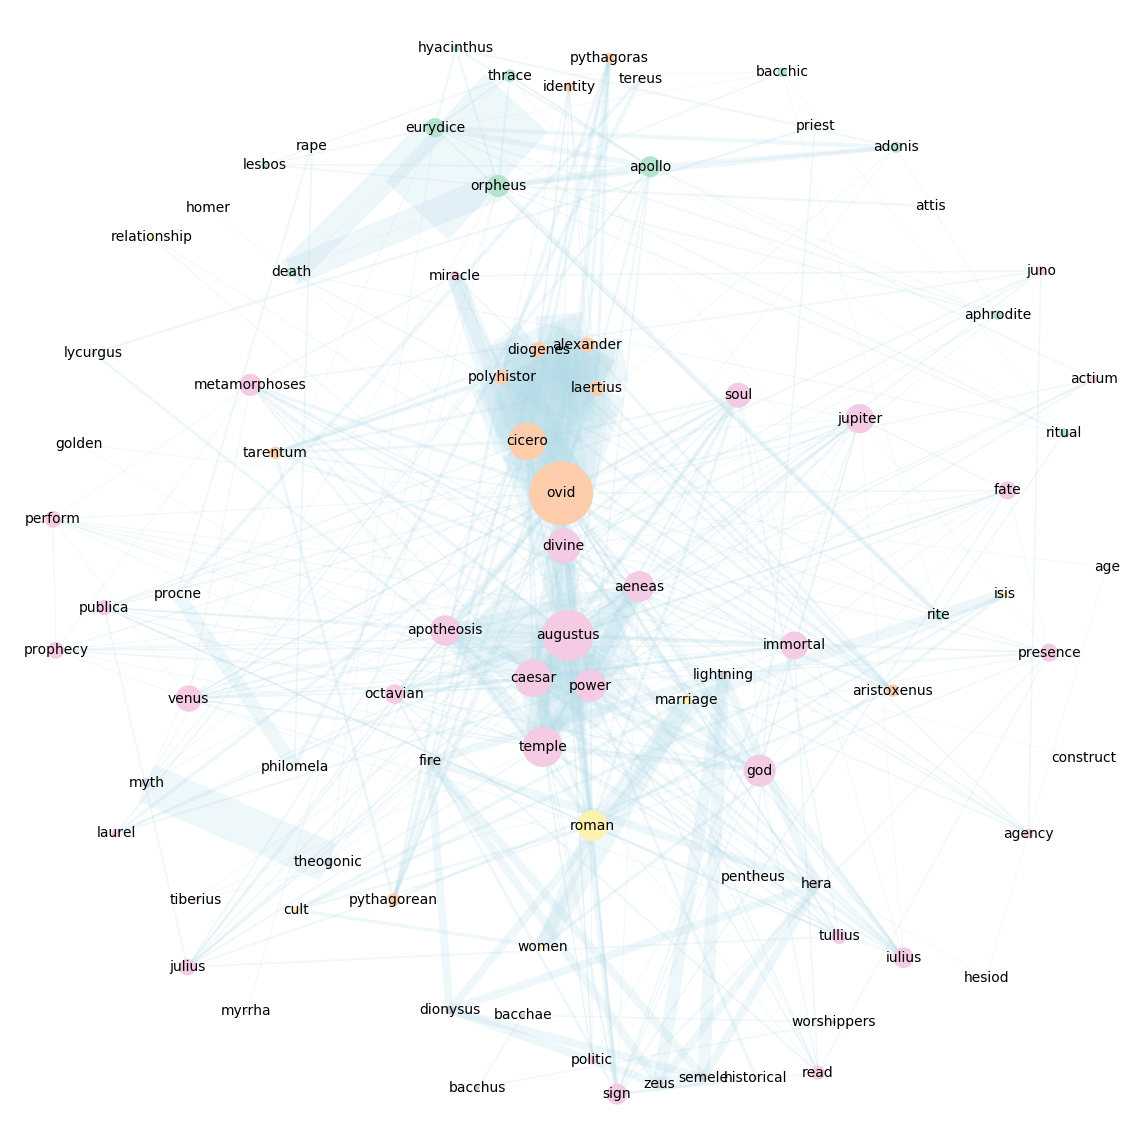 hyacinthus
pythagoras
thrace
bacchic
tereus
identity
eurydice
priest
rape
adonis
lesbos
apollo
orpheus
homer
attis
relationship
death
miracle
juno
aphrodite
alexander
diogenes
lycurgus
polyhistor
actium
metamorphoses
laertius
soul
jupiter
ritual
cicero
golden
tarentum
fate
ovid
perform
divine
age
aeneas
procne
isis
publica
rite
apotheosis
augustus
immortal
prophecy
presence
lightning
caesar
power
aristoxenus
octavian
venus
marriage
temple
construct
fire
philomela
god
myth
roman
laurel
agency
theogonic
pentheus
hera
tiberius
pythagorean
cult
tullius
women
iulius
julius
hesiod
dionysus
myrrha
bacchae
worshippers
politic
read
semele
historical
zeus
bacchus
sign